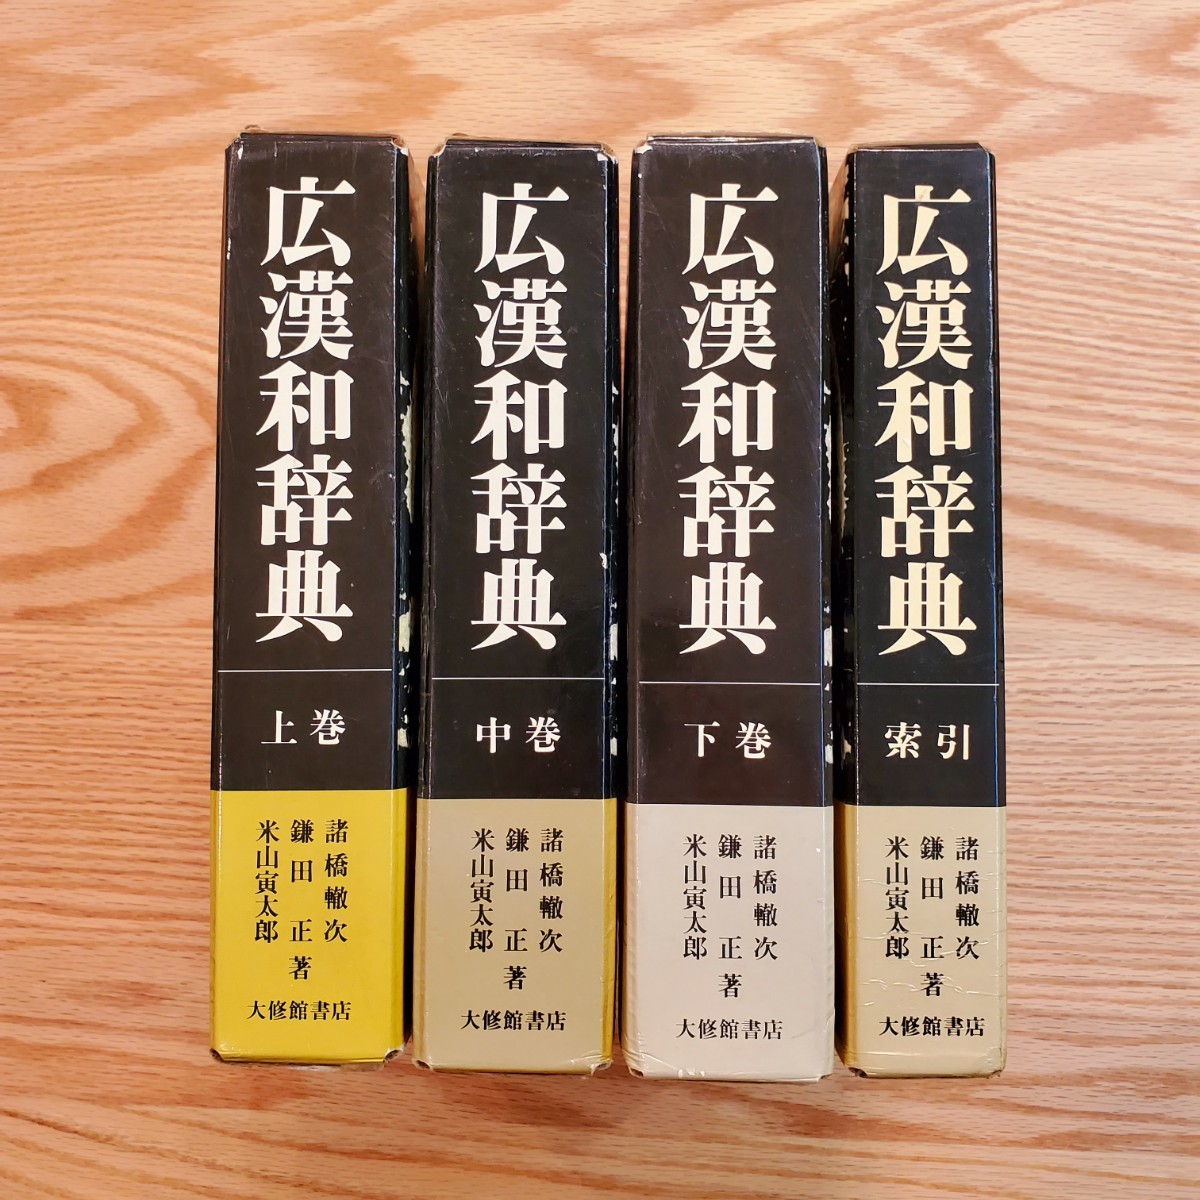 広漢和辞典
上巻
諸橋轍次
鎌田正
米山寅太郎
著
大修館書店
広漢和辞典
中巻
諸橋轍次
鎌田正
米山寅太郎
著
大修館書店
広漢和辞典
下巻
諸橋轍次
鎌田正
米山寅太郎
著
大修館書店
広漢和辞典
索引
諸橋轍次
鎌田正
米山寅太郎
著
大修館書店